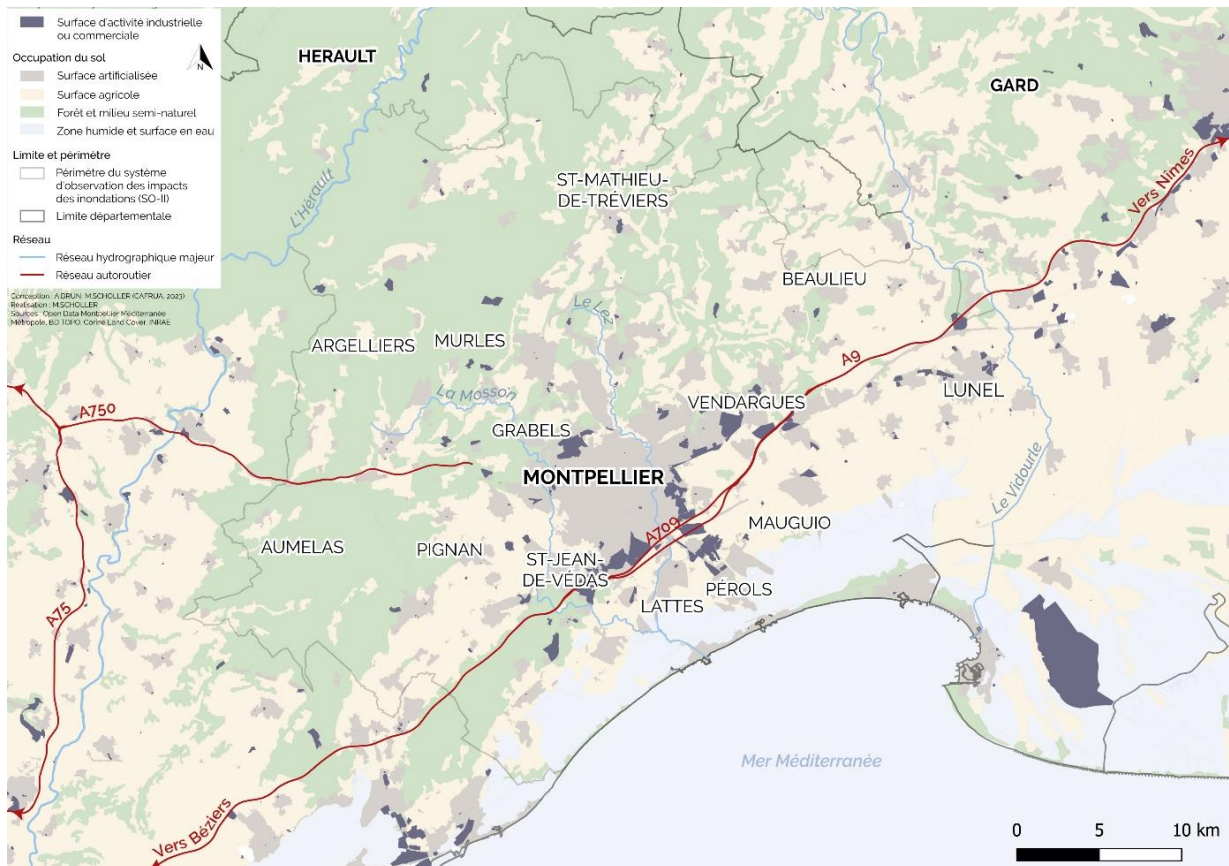 Surface d'activité industrielle
ou commerciale
Occupation du sol
Surface artificialisée
Surface agricole
Forêt et milieu semi-naturel
Zone humide et surface en eau
Limite et périmètre
Périmètre du système
d'observation des impacts
des inondations (SO-II)
Limite départementale
Réseau
Réseau hydrographique majeur
Réseau autoroutier
Conception : A.BRUN, M.SCHOLLER (CAFRUA, 2023)
Réalisation : M.SCHOLLER
Sources : Open Data Montpellier Méditerranée
Métropole, BD TOPO, Corine Land Cover, INRAE
N
HERAULT
GARD
L'Hérault
ST-MATHIEU-
DE-TRÉVIERS
Vers Nîmes
BEAULIEU
Le Lez
ARGELLIERS
MURLES
A9
La Mosson
VENDARGUES
LUNEL
A750
GRABELS
MONTPELLIER
Le Vidourle
A709
MAUGUIO
AUMELAS
PIGNAN
ST-JEAN-
DE-VÉDAS
PÉROLS
LATTES
A75
Mer Méditerranée
Vers Béziers
0 5 10 km